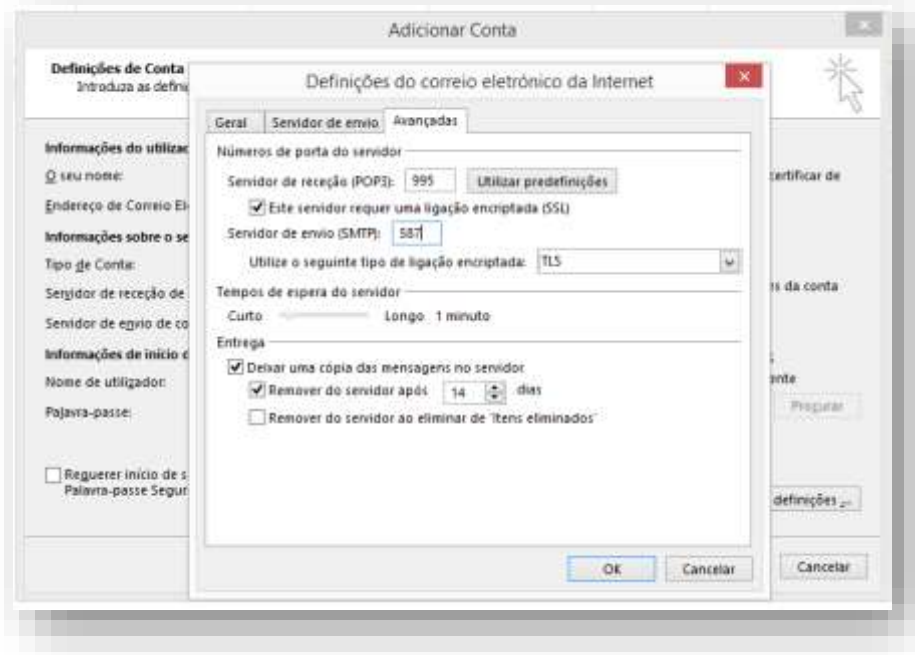 Adicionar Conta
Definições de Conta
Introduza as defini
Definições do correio eletrónico da Internet
Geral Servidor de envio Avançadas
Informações do utilizac
Números de porta do servidor
O seu nome:
Servidor de receção (POP3): 995 Utilizar predefinições
certificar de
Endereço de Correio El
Este servidor requer uma ligação encriptada (SSL)
Informações sobre o se
Servidor de envio (SMTP): 587
Tipo de Conta:
Utilize o seguinte tipo de ligação encriptada: TLS
Servidor de receção de
Tempos de espera do servidor
is da conta
Servidor de envio de co
Curto Longo 1 minuto
Informações de início d
Entrega
Nome de utilizador:
Deixar uma cópia das mensagens no servidor
Remover do servidor após 14 dias
Palavra-passe:
Procurar
Remover do servidor ao eliminar de 'Itens eliminados'
Requerer início de s
Palavra-passe Segur
definições ...
OK Cancelar
Cancelar